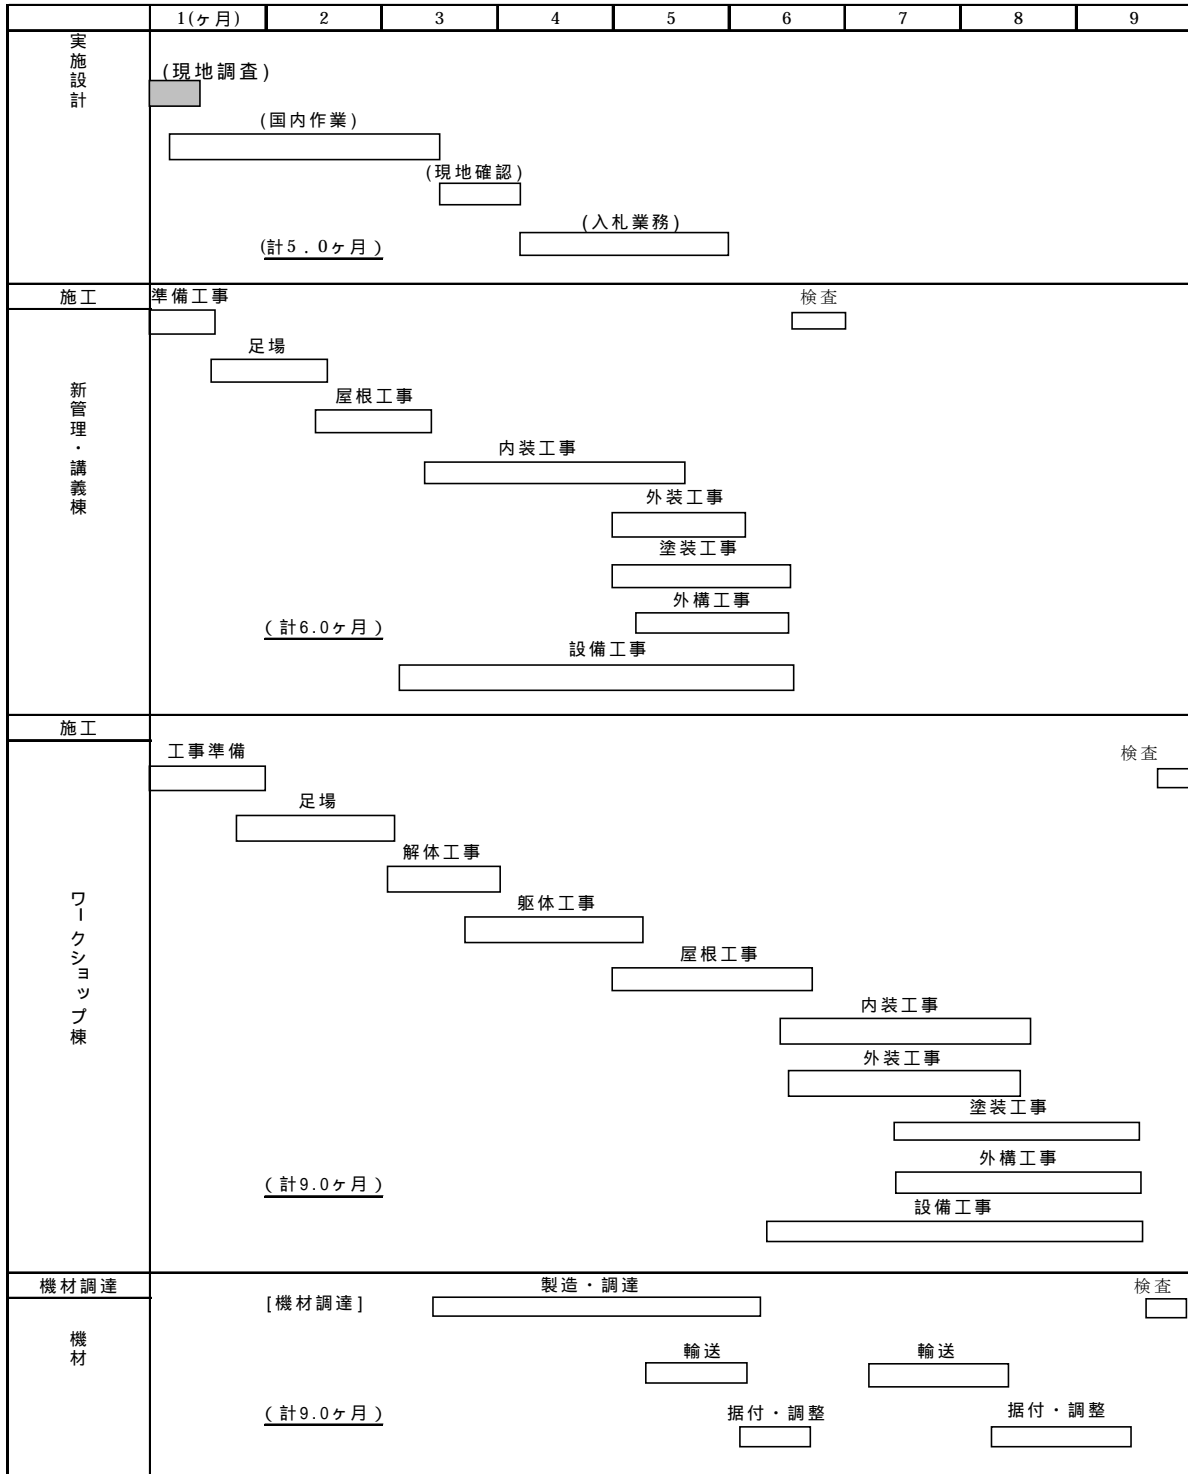 1(ヶ月) 2 3 4 5 6 7 8 9
実施設計
(現地調査)
(国内作業)
(現地確認)
(入札業務)
(計5．0ヶ月)
施工
準備工事
検査
足場
新管理・講義棟
屋根工事
内装工事
外装工事
塗装工事
外構工事
(計6.0ヶ月)
設備工事
施工
工事準備
検査
足場
解体工事
ワークショップ棟
躯体工事
屋根工事
内装工事
外装工事
塗装工事
外構工事
(計9.0ヶ月)
設備工事
機材調達
製造・調達
検査
[機材調達]
機材
輸送 輸送
(計9.0ヶ月)
据付・調整 据付・調整